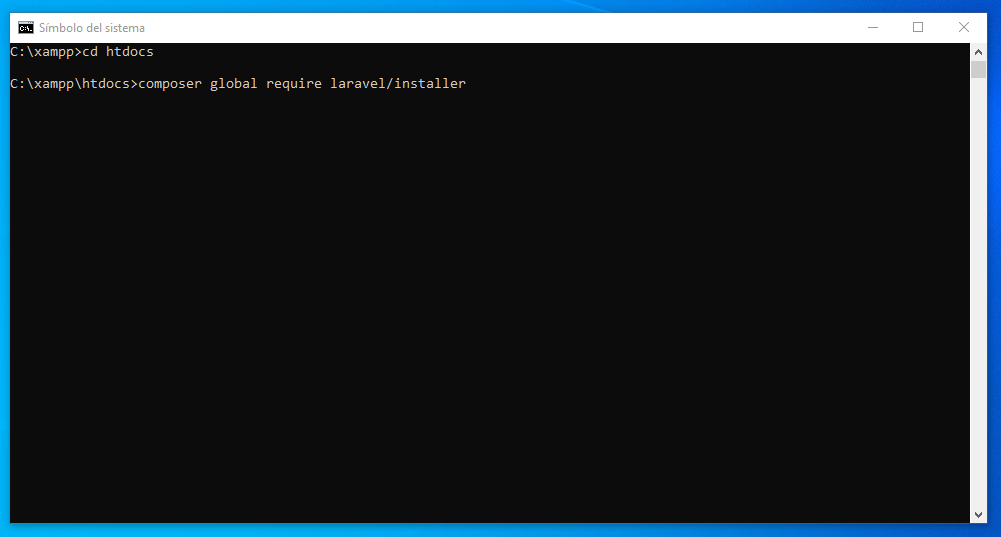 Símbolo del sistema
C:\xampp>cd htdocs
C:\xampp\htdocs>composer global require laravel/installer